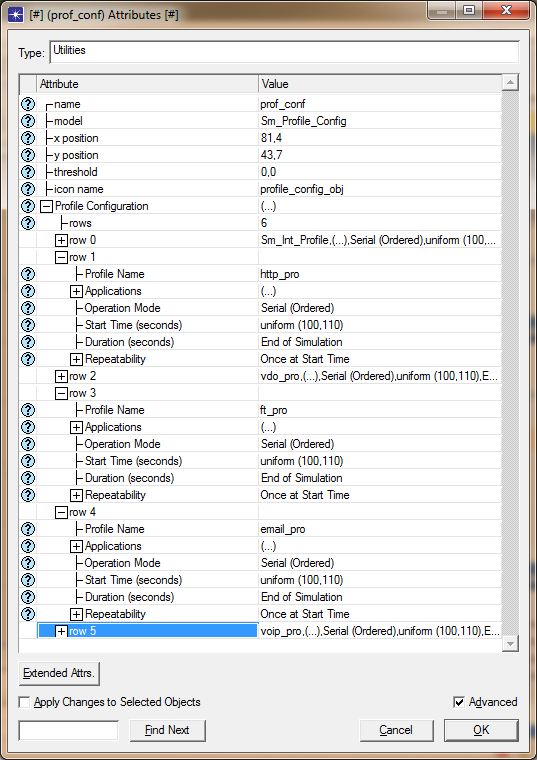 [#] (prof_conf) Attributes [#]
Type: Utilities
Attribute Value
name prof_conf
model Sm_Profile_Config
x position 81,4
y position 43,7
threshold 0,0
icon name profile_config_obj
Profile Configuration (...)
rows 6
row 0 Sm_Int_Profile,(...),Serial (Ordered),uniform (100,...
row 1
Profile Name http_pro
Applications (...)
Operation Mode Serial (Ordered)
Start Time (seconds) uniform (100,110)
Duration (seconds) End of Simulation
Repeatability Once at Start Time
row 2 vdo_pro,(...),Serial (Ordered),uniform (100,110),E...
row 3
Profile Name ft_pro
Applications (...)
Operation Mode Serial (Ordered)
Start Time (seconds) uniform (100,110)
Duration (seconds) End of Simulation
Repeatability Once at Start Time
row 4
Profile Name email_pro
Applications (...)
Operation Mode Serial (Ordered)
Start Time (seconds) uniform (100,110)
Duration (seconds) End of Simulation
Repeatability Once at Start Time
row 5 voip_pro,(...),Serial (Ordered),uniform (100,110),E...
Extended Attrs.
Apply Changes to Selected Objects Advanced
Find Next Cancel OK